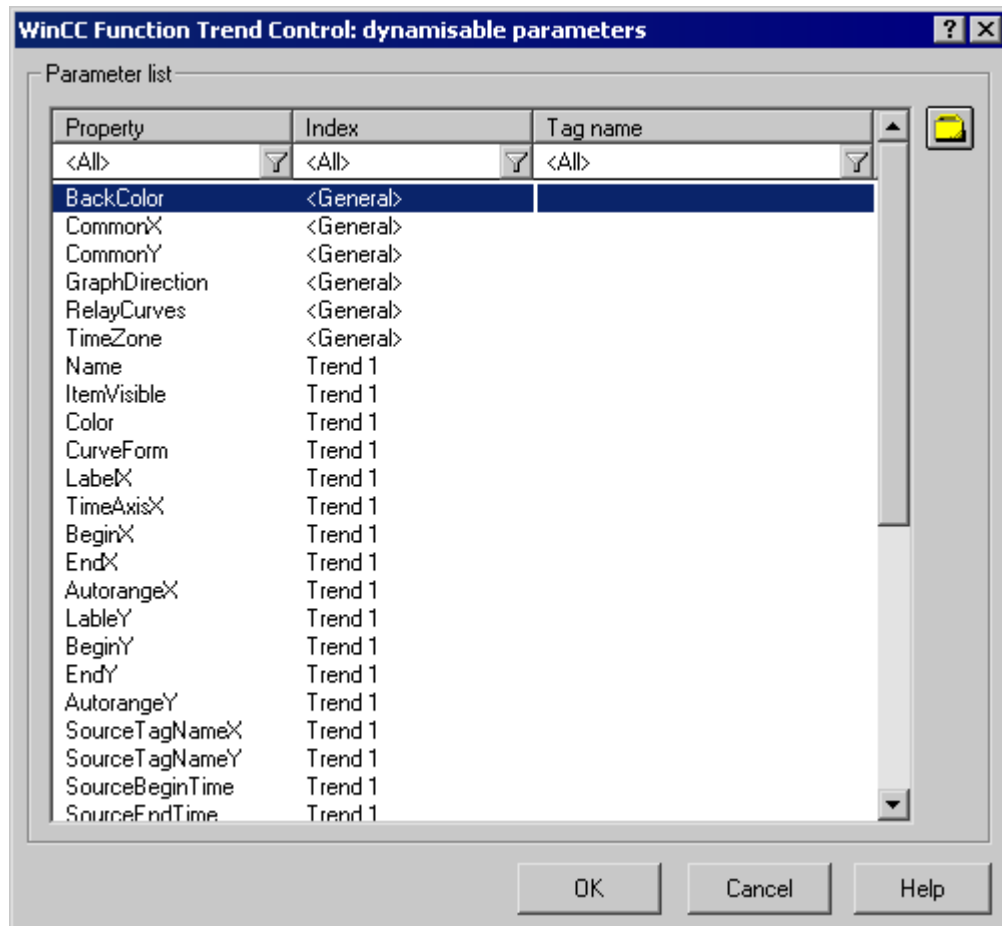 WinCC Function Trend Control: dynamisable parameters
Parameter list
Property Index Tag name
<All> <All> <All>
BackColor <General>
CommonX <General>
CommonY <General>
GraphDirection <General>
RelayCurves <General>
TimeZone <General>
Name Trend 1
ItemVisible Trend 1
Color Trend 1
CurveForm Trend 1
LabelX Trend 1
TimeAxisX Trend 1
BeginX Trend 1
EndX Trend 1
AutorangeX Trend 1
LableY Trend 1
BeginY Trend 1
EndY Trend 1
AutorangeY Trend 1
SourceTagNameX Trend 1
SourceTagNameY Trend 1
SourceBeginTime Trend 1
SourceEndTime Trend 1
OK Cancel Help